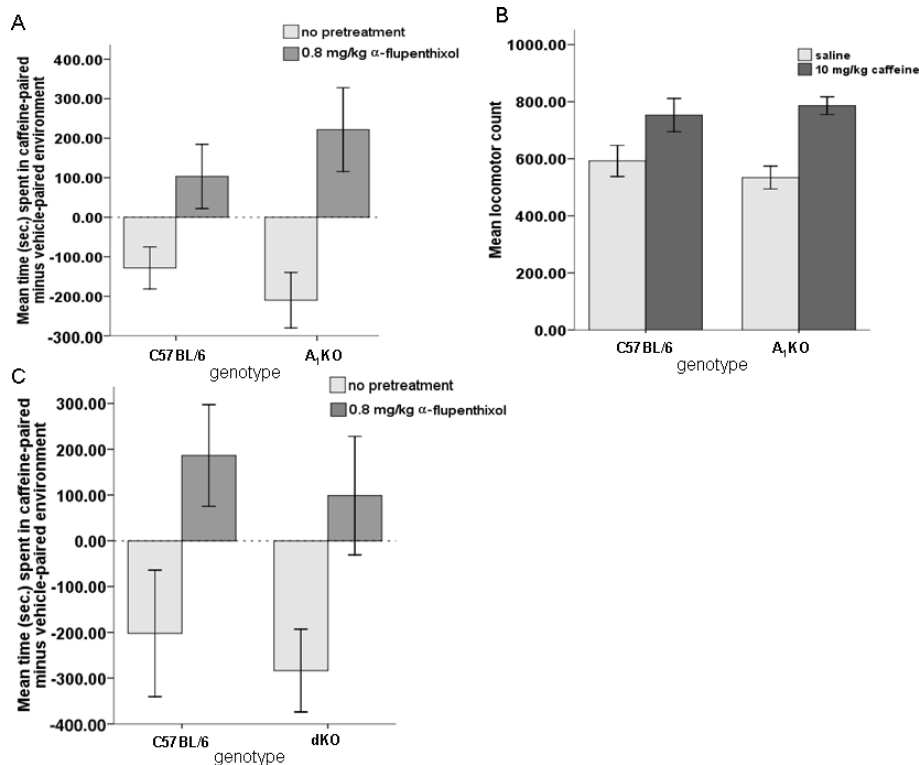 A
no pretreatment
0.8 mg/kg α-flupenthixol
Mean time (sec.) spent in caffeine-paired
minus vehicle-paired environment
400.00
300.00
200.00
100.00
0.00
-100.00
-200.00
-300.00
C57BL/6
A₁KO
genotype
B
saline
10 mg/kg caffeine
Mean locomotor count
1000.00
800.00
600.00
400.00
200.00
0.00
C57BL/6
A₁KO
genotype
C
no pretreatment
0.8 mg/kg α-flupenthixol
Mean time (sec.) spent in caffeine-paired
minus vehicle-paired environment
300.00
200.00
100.00
0.00
-100.00
-200.00
-300.00
-400.00
C57BL/6
dKO
genotype